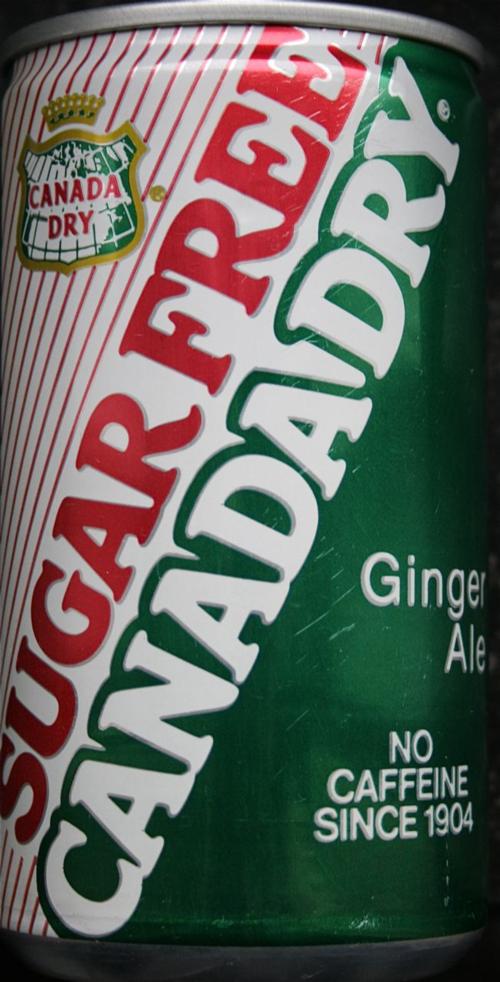 CANADA
DRY
®
SUGAR FREE
CANADA DRY®
Ginger
Ale
NO
CAFFEINE
SINCE 1904